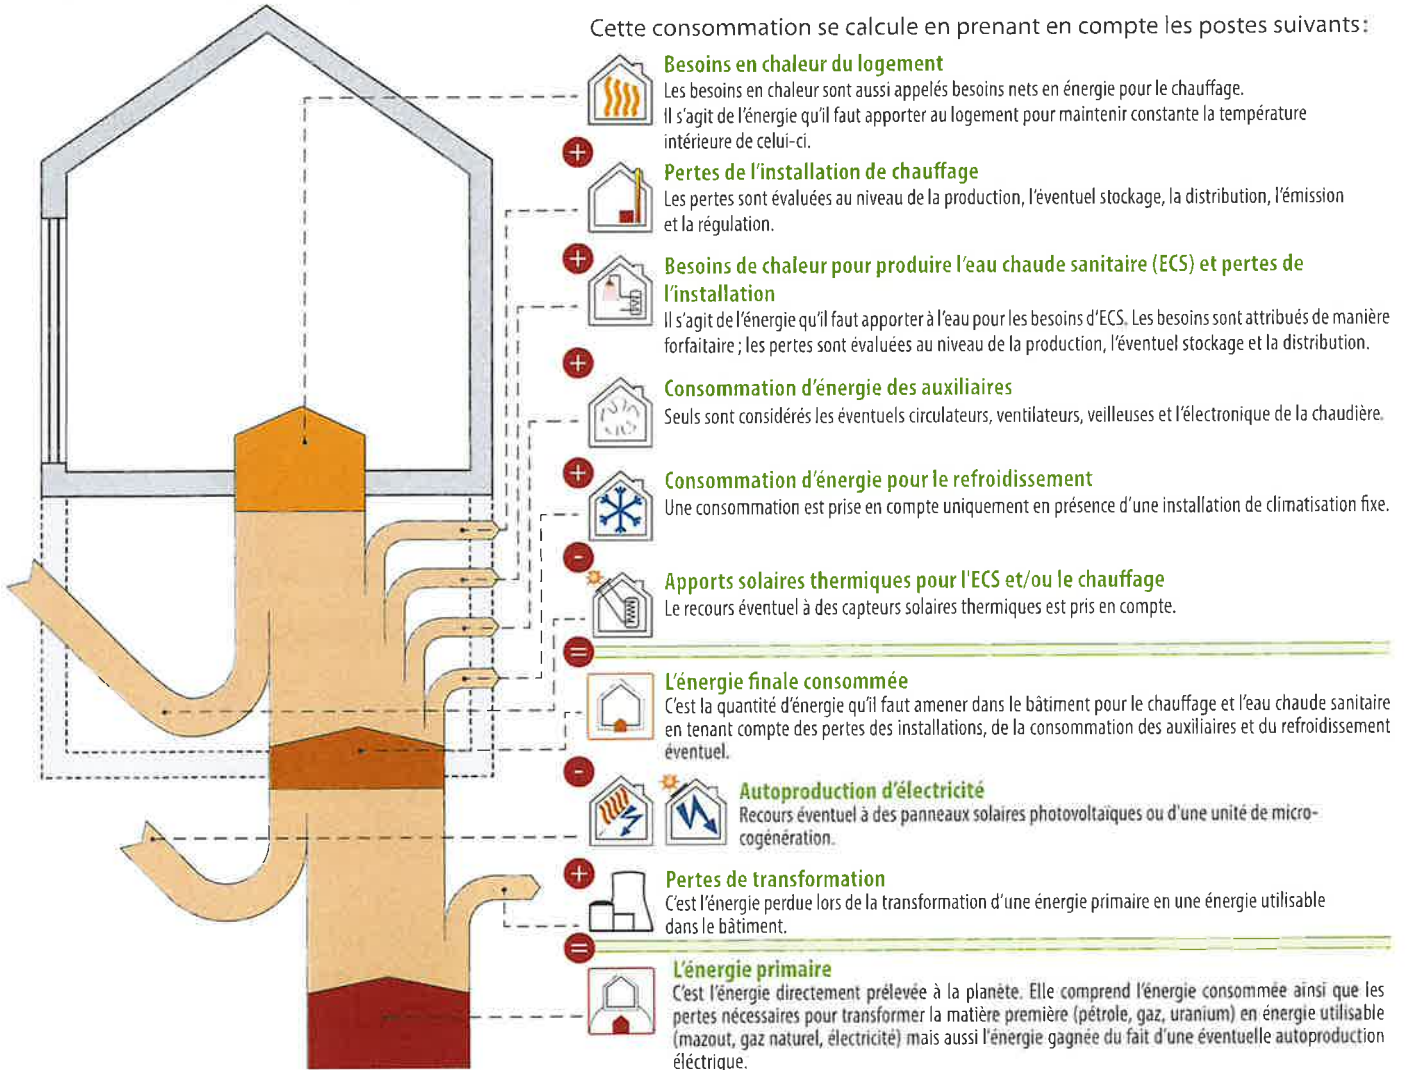 Cette consommation se calcule en prenant en compte les postes suivants:
Besoins en chaleur du logement
Les besoins en chaleur sont aussi appelés besoins nets en énergie pour le chauffage.
Il s'agit de l'énergie qu'il faut apporter au logement pour maintenir constante la température
intérieure de celui-ci.
+
Pertes de l'installation de chauffage
Les pertes sont évaluées au niveau de la production, l'éventuel stockage, la distribution, l'émission
et la régulation.
+
Besoins de chaleur pour produire l'eau chaude sanitaire (ECS) et pertes de
l'installation
Il s'agit de l'énergie qu'il faut apporter à l'eau pour les besoins d'ECS. Les besoins sont attribués de manière
forfaitaire ; les pertes sont évaluées au niveau de la production, l'éventuel stockage et la distribution.
+
Consommation d'énergie des auxiliaires
Seuls sont considérés les éventuels circulateurs, ventilateurs, veilleuses et l'électronique de la chaudière.
+
Consommation d'énergie pour le refroidissement
Une consommation est prise en compte uniquement en présence d'une installation de climatisation fixe.
-
Apports solaires thermiques pour l'ECS et/ou le chauffage
Le recours éventuel à des capteurs solaires thermiques est pris en compte.
=
L'énergie finale consommée
C'est la quantité d'énergie qu'il faut amener dans le bâtiment pour le chauffage et l'eau chaude sanitaire
en tenant compte des pertes des installations, de la consommation des auxiliaires et du refroidissement
éventuel.
-
Autoproduction d'électricité
Recours éventuel à des panneaux solaires photovoltaïques ou d'une unité de micro-
cogénération.
+
Pertes de transformation
C'est l'énergie perdue lors de la transformation d'une énergie primaire en une énergie utilisable
dans le bâtiment.
=
L'énergie primaire
C'est l'énergie directement prélevée à la planète. Elle comprend l'énergie consommée ainsi que les
pertes nécessaires pour transformer la matière première (pétrole, gaz, uranium) en énergie utilisable
(mazout, gaz naturel, électricité) mais aussi l'énergie gagnée du fait d'une éventuelle autoproduction
éléctrique.